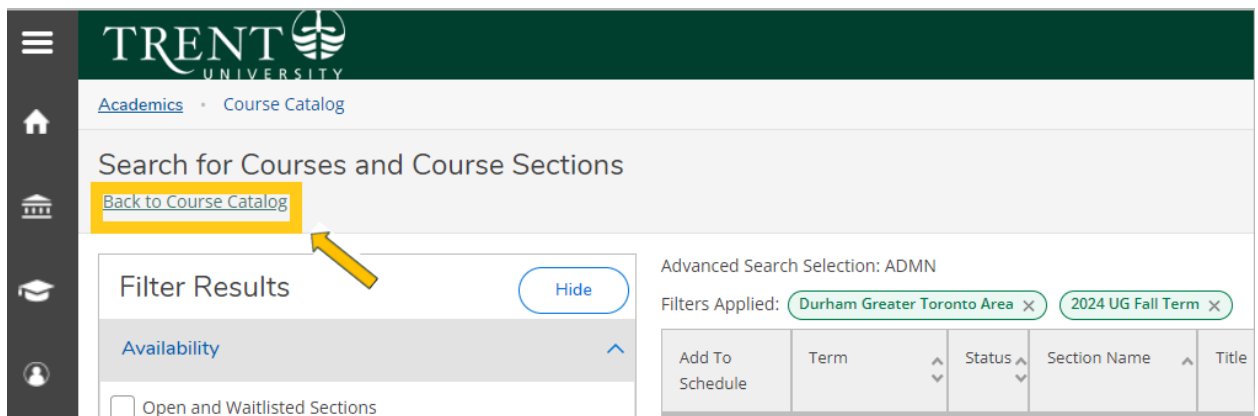 TRENT
UNIVERSITY
Academics · Course Catalog
Search for Courses and Course Sections
Back to Course Catalog
Filter Results
Hide
Availability
Open and Waitlisted Sections
Advanced Search Selection: ADMN
Filters Applied: Durham Greater Toronto Area × 2024 UG Fall Term ×
Add To Schedule Term Status Section Name Title